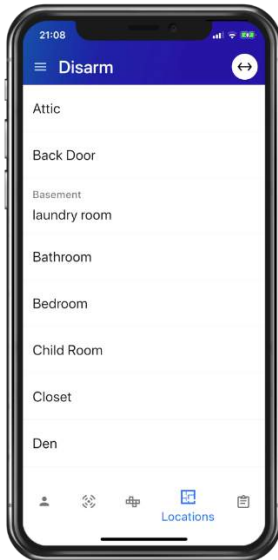 21:08
Disarm
Attic
Back Door
Basement
laundry room
Bathroom
Bedroom
Child Room
Closet
Den
Locations